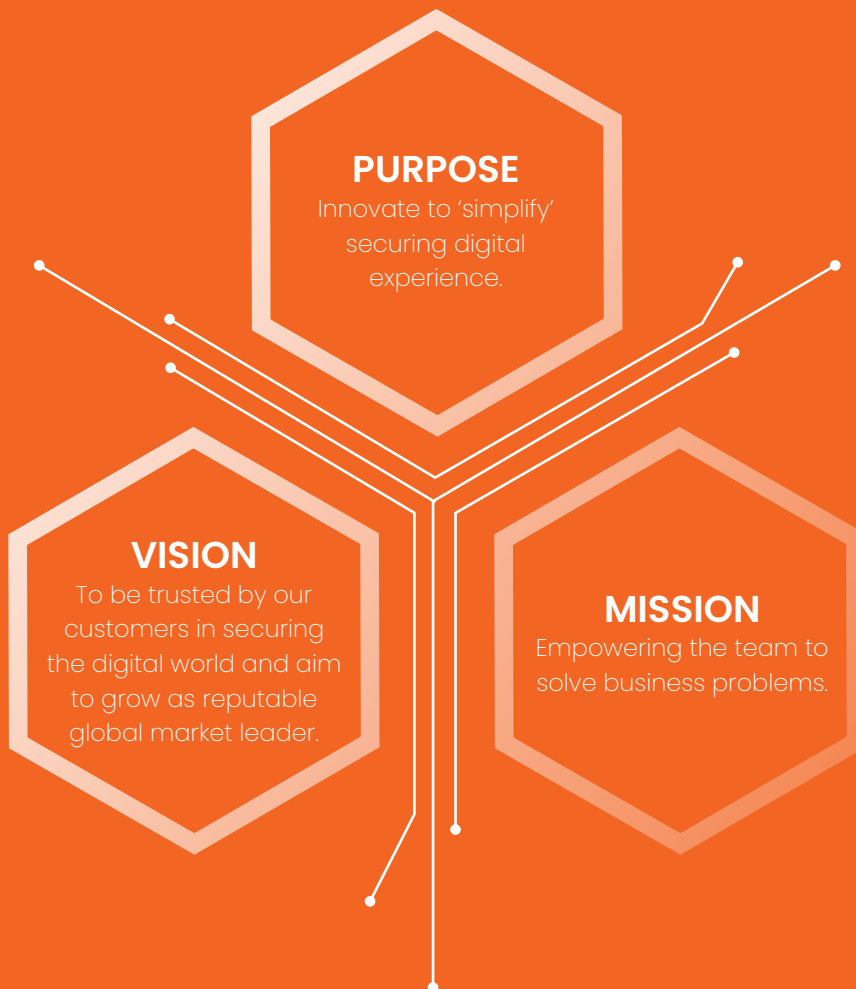 PURPOSE
Innovate to ‘simplify’
securing digital
experience.
VISION
To be trusted by our
customers in securing
the digital world and aim
to grow as reputable
global market leader.
MISSION
Empowering the team to
solve business problems.